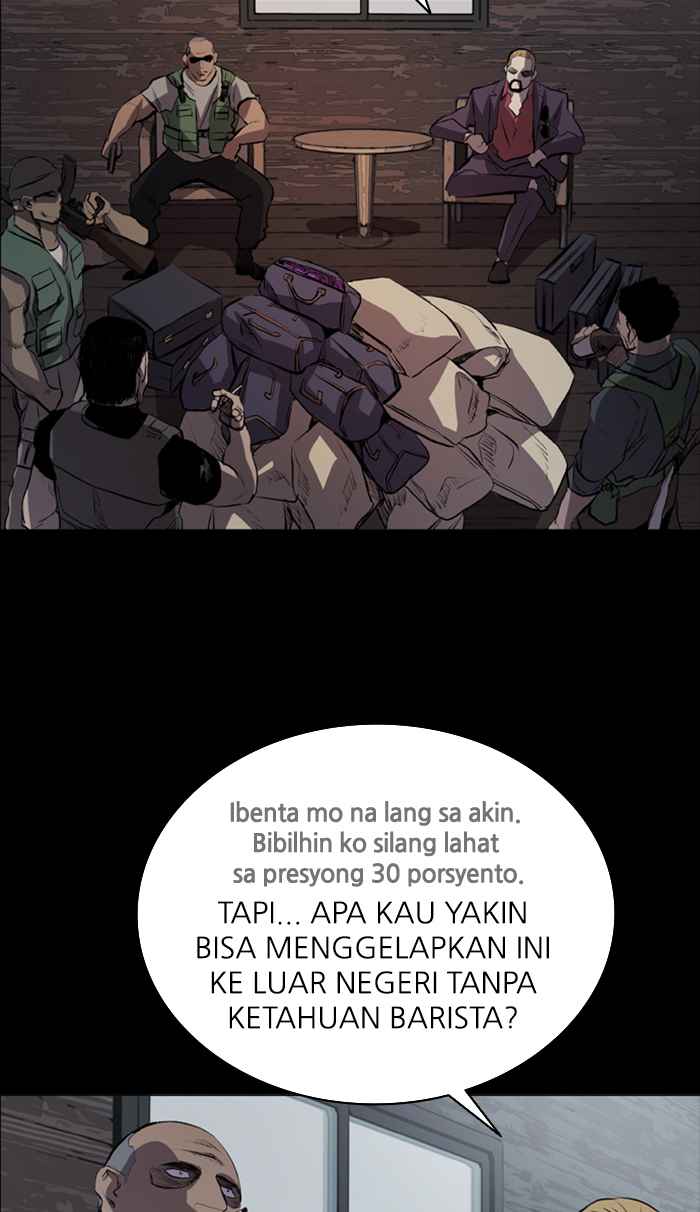 Ibenta mo na lang sa akin.
Bibilhin ko silang lahat
sa presyong 30 porsyento.
TAPI... APA KAU YAKIN
BISA MENGGELAPKAN INI
KE LUAR NEGERI TANPA
KETAHUAN BARISTA?